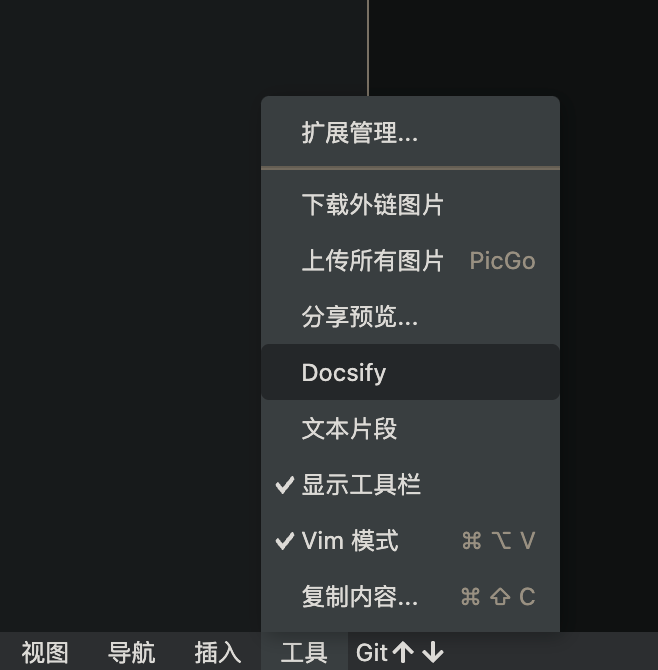 扩展管理...
下载外链图片
上传所有图片 PicGo
分享预览...
Docsify
文本片段
✓ 显示工具栏
✓ Vim 模式 ⌘ ⌥ V
复制内容... ⌘ ⇧ C
视图 导航 插入 工具 Git↑ ↓